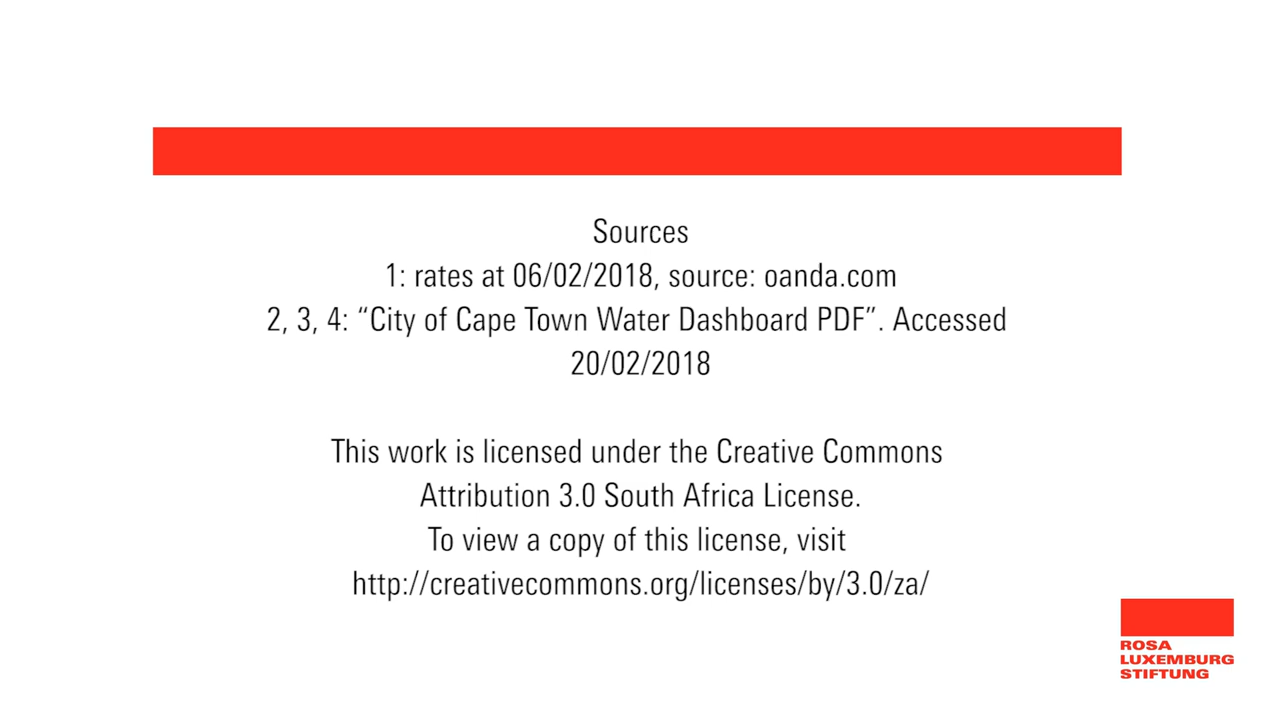 Sources
1: rates at 06/02/2018, source: oanda.com
2, 3, 4: “City of Cape Town Water Dashboard PDF”. Accessed
20/02/2018
This work is licensed under the Creative Commons
Attribution 3.0 South Africa License.
To view a copy of this license, visit
http://creativecommons.org/licenses/by/3.0/za/
ROSA
LUXEMBURG
STIFTUNG